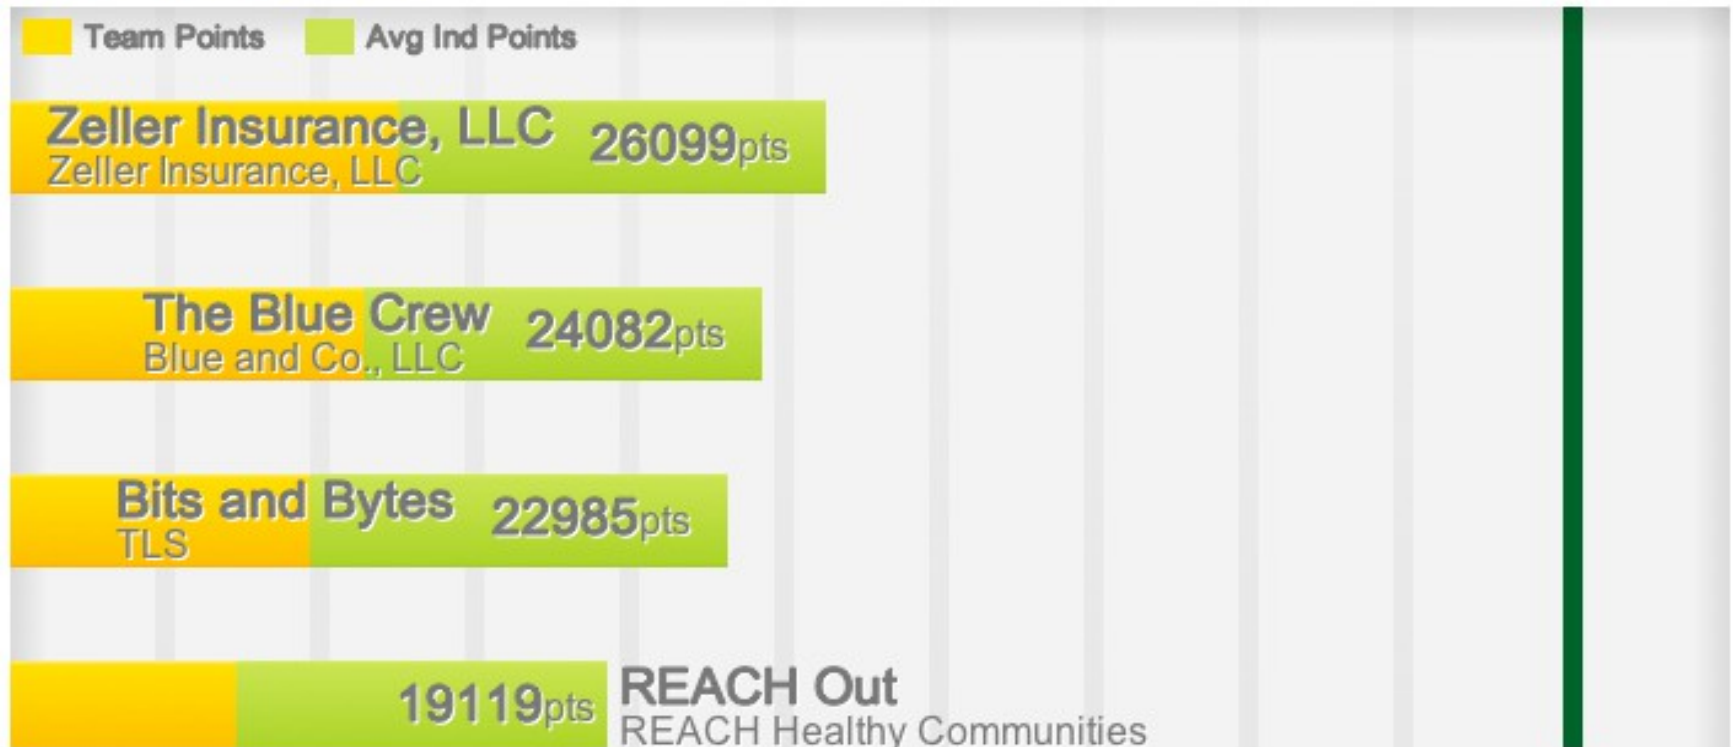 Team Points Avg Ind Points
Zeller Insurance, LLC 26099pts
Zeller Insurance, LLC
The Blue Crew 24082pts
Blue and Co., LLC
Bits and Bytes 22985pts
TLS
19119pts REACH Out
REACH Healthy Communities